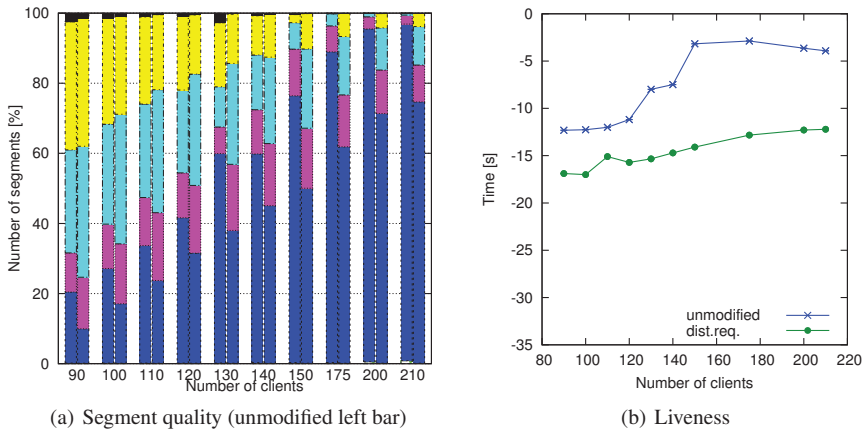 100
80
60
40
20
0
Number of segments [%]
90 100 110 120 130 140 150 175 200 210
Number of clients
(a) Segment quality (unmodified left bar)
0
-5
-10
-15
-20
-25
-30
-35
Time [s]
unmodified
dist.req.
80 100 120 140 160 180 200 220
Number of clients
(b) Liveness